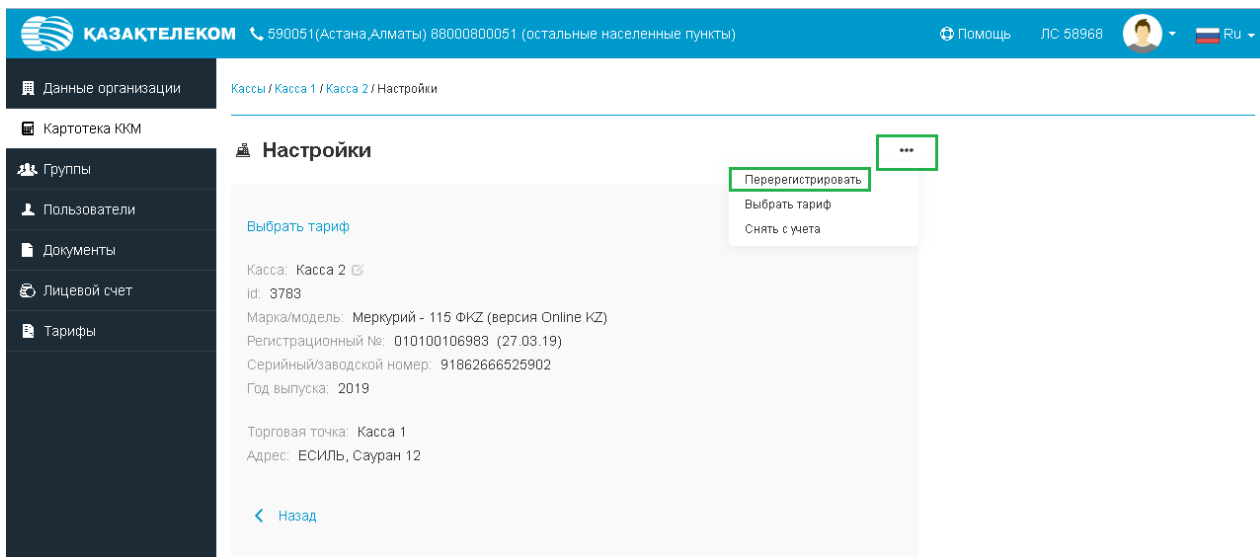 ҚАЗАҚТЕЛЕКОМ 590051(Астана,Алматы) 88000800051 (остальные населенные пункты) Помощь ЛС 58968 Ru
Данные организации
Картотека ККМ
Группы
Пользователи
Документы
Лицевой счет
Тарифы
Кассы / Касса 1 / Касса 2 / Настройки
Настройки
Перерегистрировать
Выбрать тариф
Снять с учета
Выбрать тариф
Касса: Касса 2
id: 3783
Марка/модель: Меркурий - 115 ФKZ (версия Online KZ)
Регистрационный №: 010100106983 (27.03.19)
Серийный/заводской номер: 91862666525902
Год выпуска: 2019
Торговая точка: Касса 1
Адрес: ЕСИЛЬ, Сауран 12
Назад